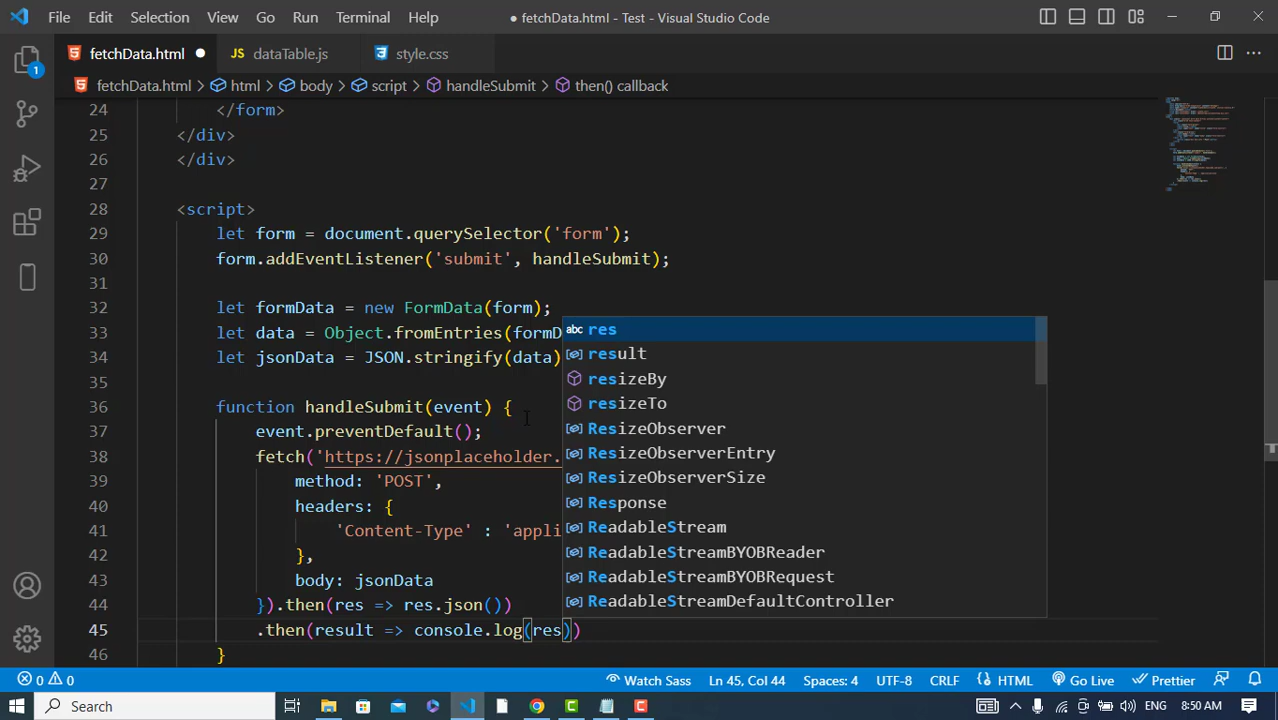 File Edit Selection View Go Run Terminal Help ● fetchData.html - Test - Visual Studio Code
fetchData.html ● JS dataTable.js style.css
fetchData.html > html > body > script > handleSubmit > then() callback
1
24 </form>
25 </div>
26 </div>
27
28 <script>
29 let form = document.querySelector('form');
30 form.addEventListener('submit', handleSubmit);
31
32 let formData = new FormData(form);
33 let data = Object.fromEntries(formD
34 let jsonData = JSON.stringify(data)
35
36 function handleSubmit(event) {
37 event.preventDefault();
38 fetch('https://jsonplaceholder.
39 method: 'POST',
40 headers: {
41 'Content-Type' : 'appli
42 },
43 body: jsonData
44 }).then(res => res.json())
45 .then(result => console.log(res))
46 }
abc res
result
resizeBy
resizeTo
ResizeObserver
ResizeObserverEntry
ResizeObserverSize
Response
ReadableStream
ReadableStreamBYOBReader
ReadableStreamBYOBRequest
ReadableStreamDefaultController
0 0 Watch Sass Ln 45, Col 44 Spaces: 4 UTF-8 CRLF HTML Go Live Prettier
Search ENG 8:50 AM